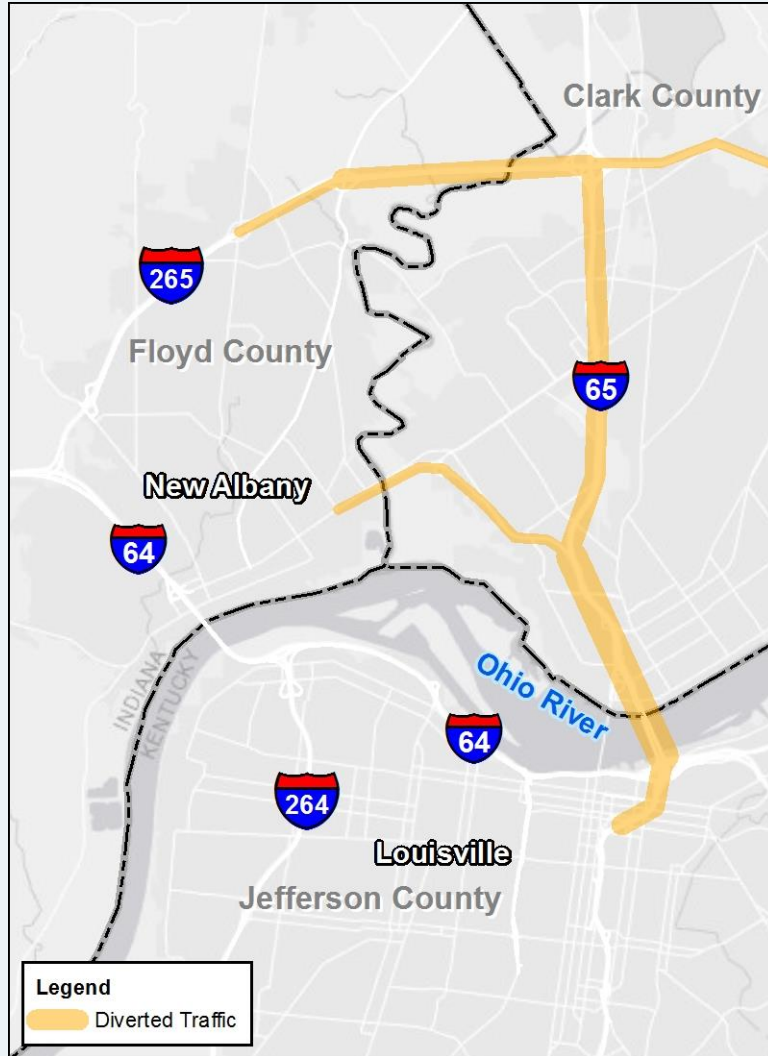 Clark County
265
Floyd County
65
New Albany
64
INDIANA
KENTUCKY
Ohio River
64
264
Louisville
Jefferson County
Legend
Diverted Traffic